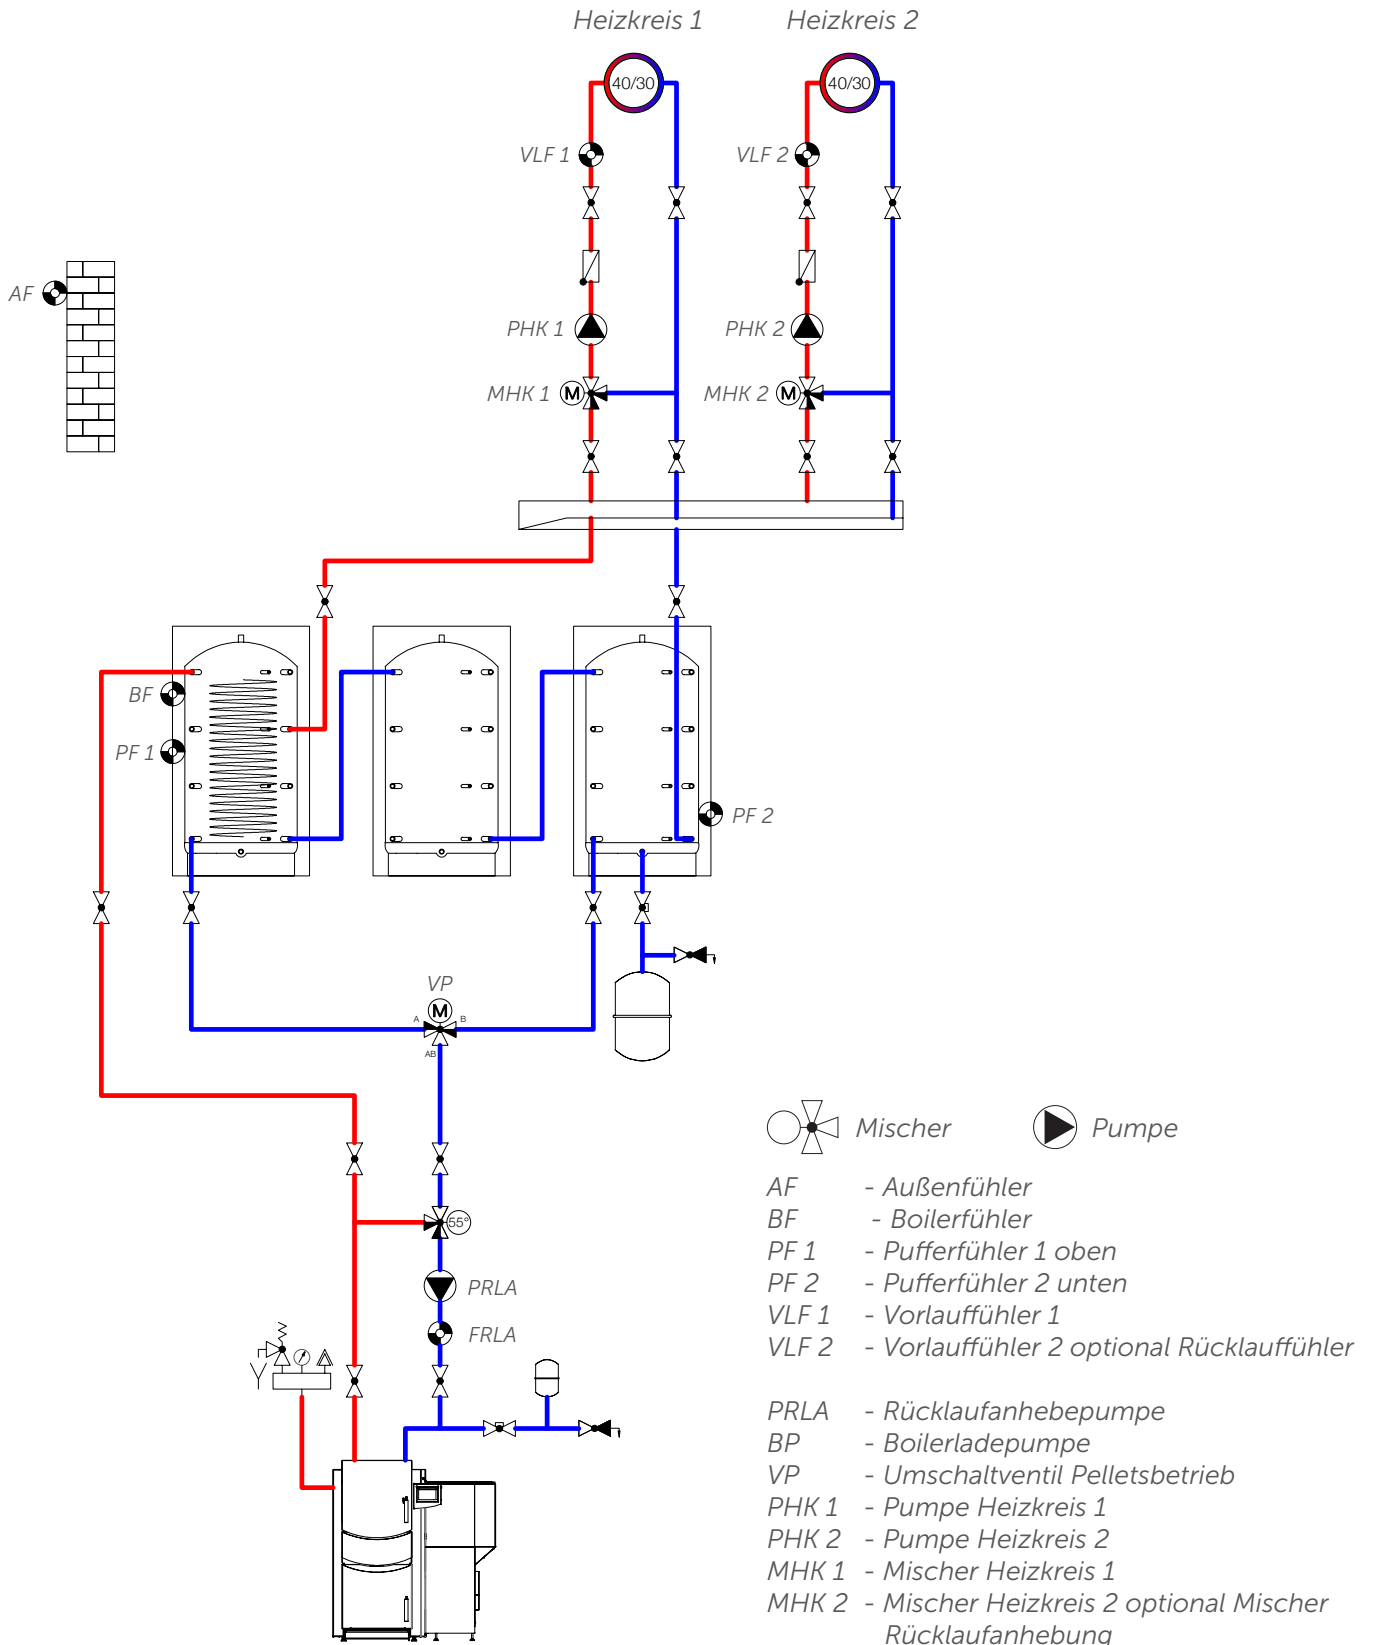 Heizkreis 1 Heizkreis 2
40/30 40/30
VLF 1 VLF 2
AF
PHK 1 PHK 2
MHK 1 M MHK 2 M
BF
PF 1
PF 2
VP
M
A B
AB
Mischer Pumpe
55°
PRLA
FRLA
AF - Außenfühler
BF - Boilerfühler
PF 1 - Pufferfühler 1 oben
PF 2 - Pufferfühler 2 unten
VLF 1 - Vorlauffühler 1
VLF 2 - Vorlauffühler 2 optional Rücklauffühler
PRLA - Rücklaufanhebepumpe
BP - Boilerladepumpe
VP - Umschaltventil Pelletsbetrieb
PHK 1 - Pumpe Heizkreis 1
PHK 2 - Pumpe Heizkreis 2
MHK 1 - Mischer Heizkreis 1
MHK 2 - Mischer Heizkreis 2 optional Mischer
Rücklaufanhebung